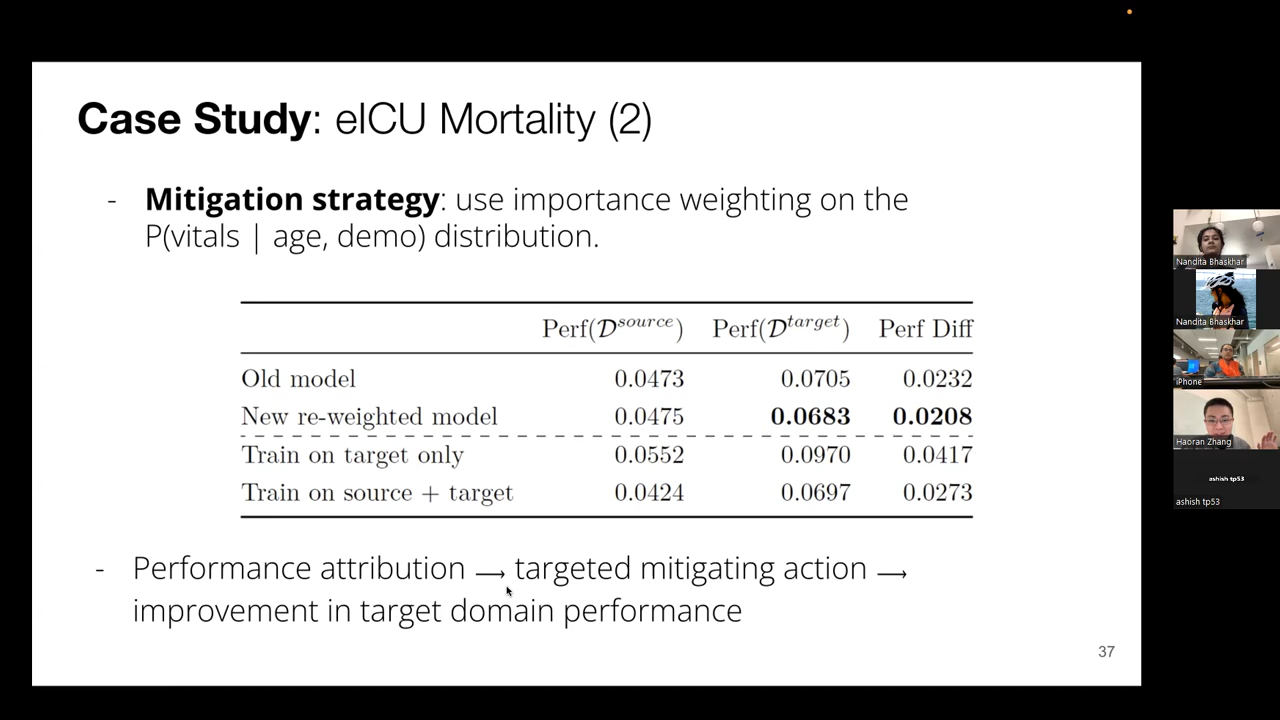 Case Study: eICU Mortality (2)
- Mitigation strategy: use importance weighting on the
P(vitals | age, demo) distribution.
Perf(𝒟^source) Perf(𝒟^target) Perf Diff
Old model 0.0473 0.0705 0.0232
New re-weighted model 0.0475 0.0683 0.0208
Train on target only 0.0552 0.0970 0.0417
Train on source + target 0.0424 0.0697 0.0273
- Performance attribution → targeted mitigating action →
improvement in target domain performance
37
Nandita Bhaskhar
Nandita Bhaskhar
iPhone
Haoran Zhang
ashish tp53
ashish tp53